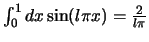 ∫₀¹ dx sin(lπx) = 2/(lπ)